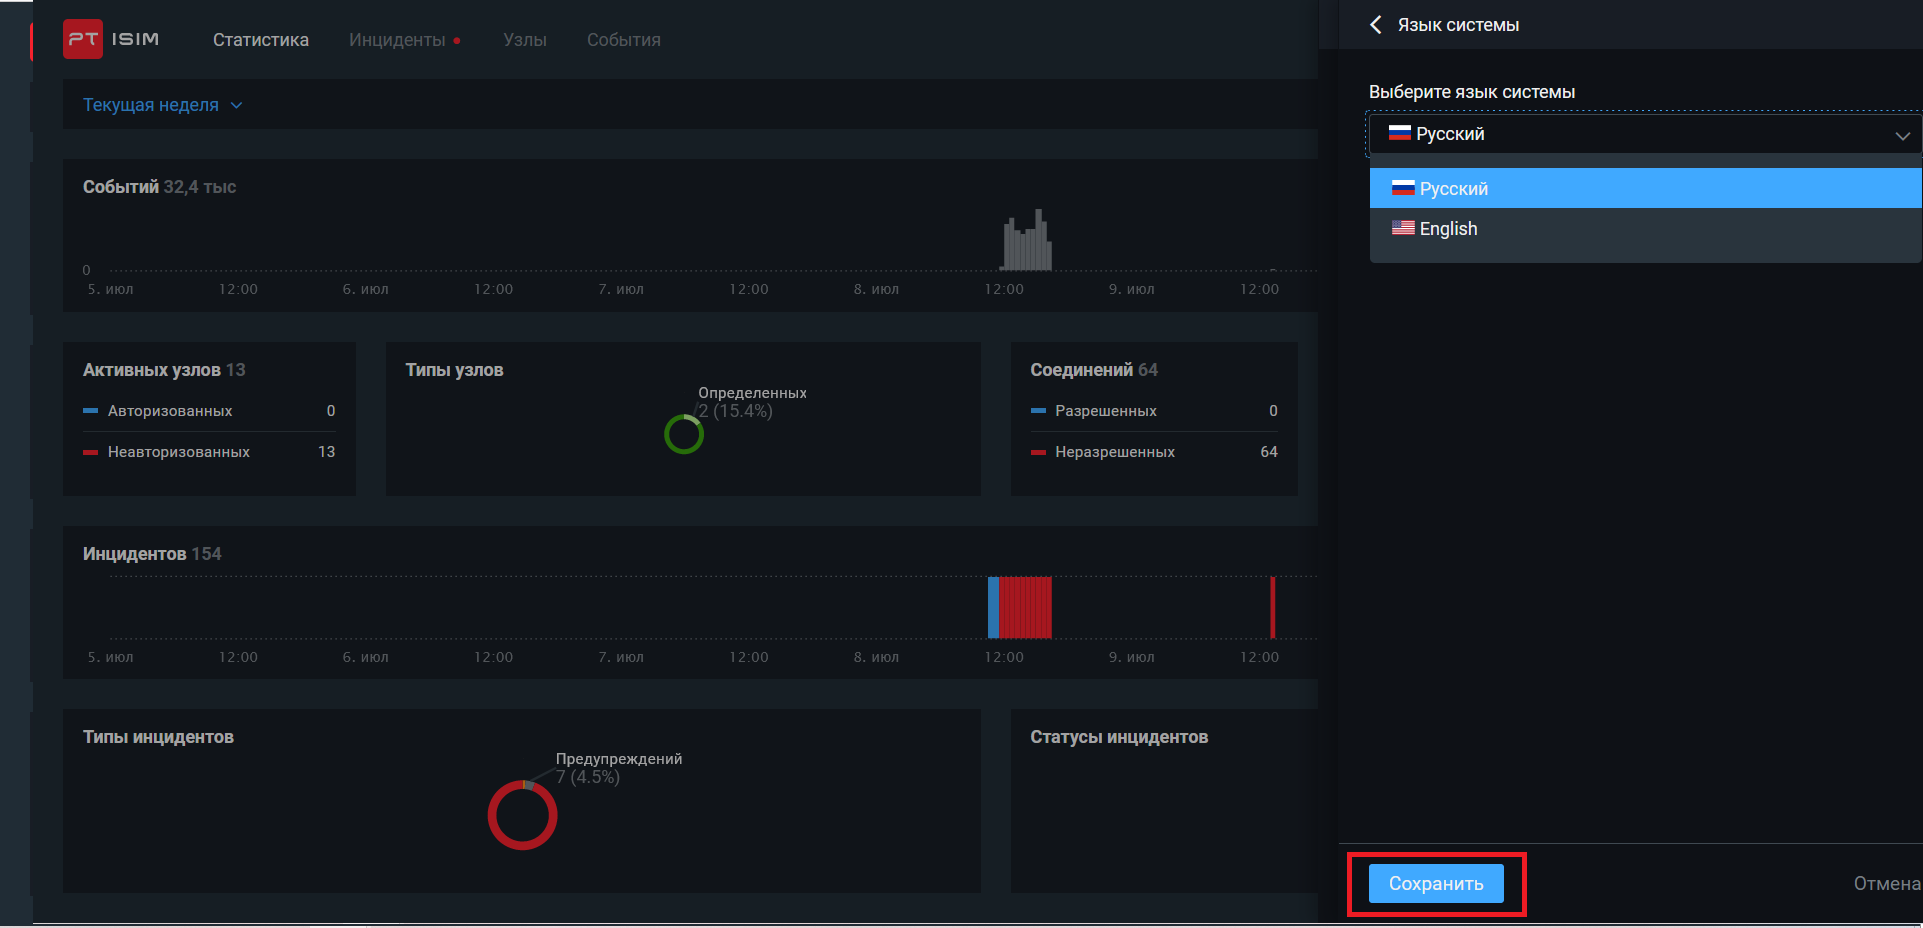 PT ISIM Статистика Инциденты Узлы События
Язык системы
Текущая неделя
Выберите язык системы
Русский
Русский
English
Событий 32,4 тыс
0
5. июл 12:00 6. июл 12:00 7. июл 12:00 8. июл 12:00 9. июл 12:00
Активных узлов 13
Авторизованных 0
Неавторизованных 13
Типы узлов
Определенных
2 (15.4%)
Соединений 64
Разрешенных 0
Неразрешенных 64
Инцидентов 154
5. июл 12:00 6. июл 12:00 7. июл 12:00 8. июл 12:00 9. июл 12:00
Типы инцидентов
Предупреждений
7 (4.5%)
Статусы инцидентов
Сохранить Отмена